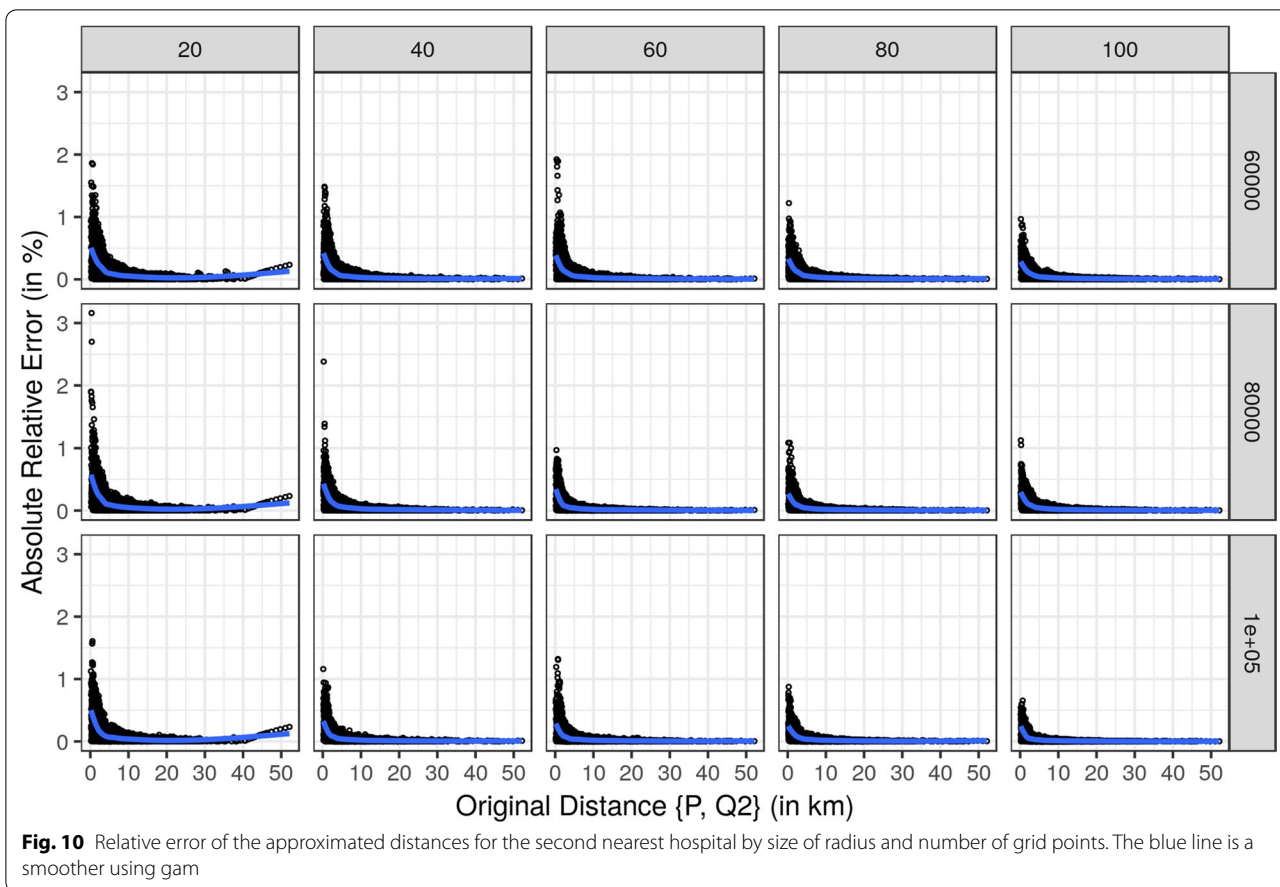 20 40 60 80 100
Absolute Relative Error (in %)
3
2
1
0
60000
3
2
1
0
80000
3
2
1
0
1e+05
0 10 20 30 40 50 0 10 20 30 40 50 0 10 20 30 40 50 0 10 20 30 40 50 0 10 20 30 40 50
Original Distance {P, Q2} (in km)
Fig. 10 Relative error of the approximated distances for the second nearest hospital by size of radius and number of grid points. The blue line is a
smoother using gam